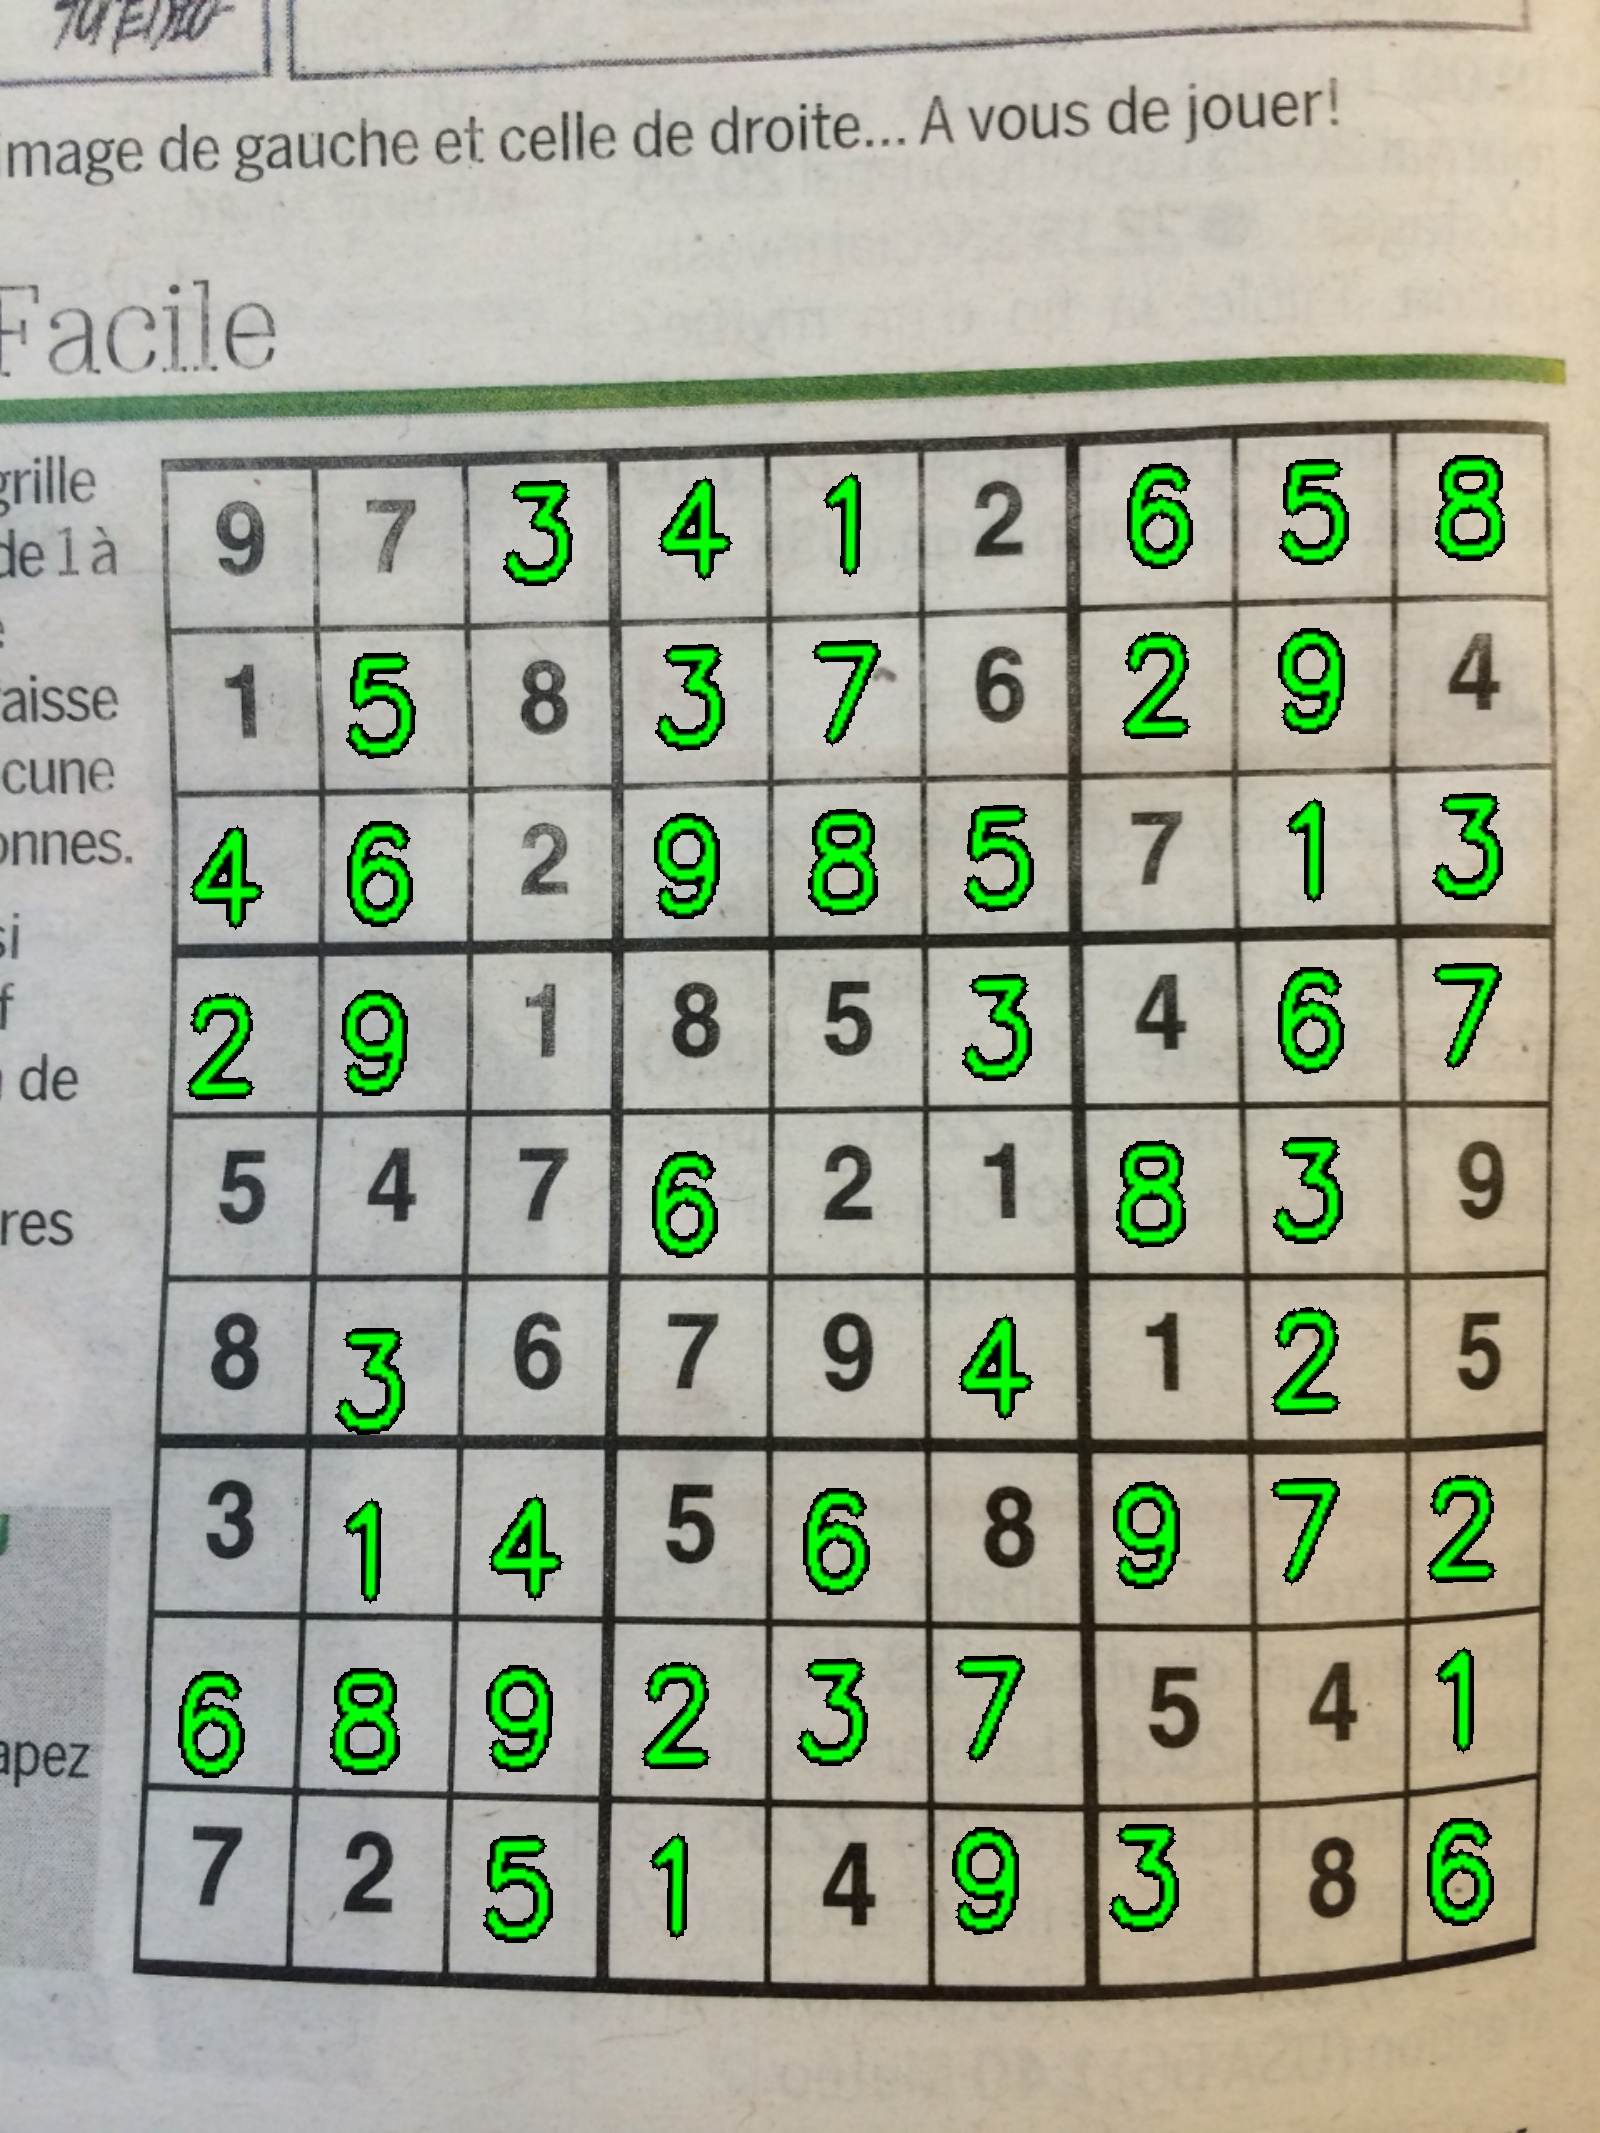 image de gauche et celle de droite... A vous de jouer!
Facile
grille
de 1 à
aisse
cune
onnes.
si
f
de
res
apez
9 7 3 4 1 2 6 5 8
1 5 8 3 7 6 2 9 4
4 6 2 9 8 5 7 1 3
2 9 1 8 5 3 4 6 7
5 4 7 6 2 1 8 3 9
8 3 6 7 9 4 1 2 5
3 1 4 5 6 8 9 7 2
6 8 9 2 3 7 5 4 1
7 2 5 1 4 9 3 8 6